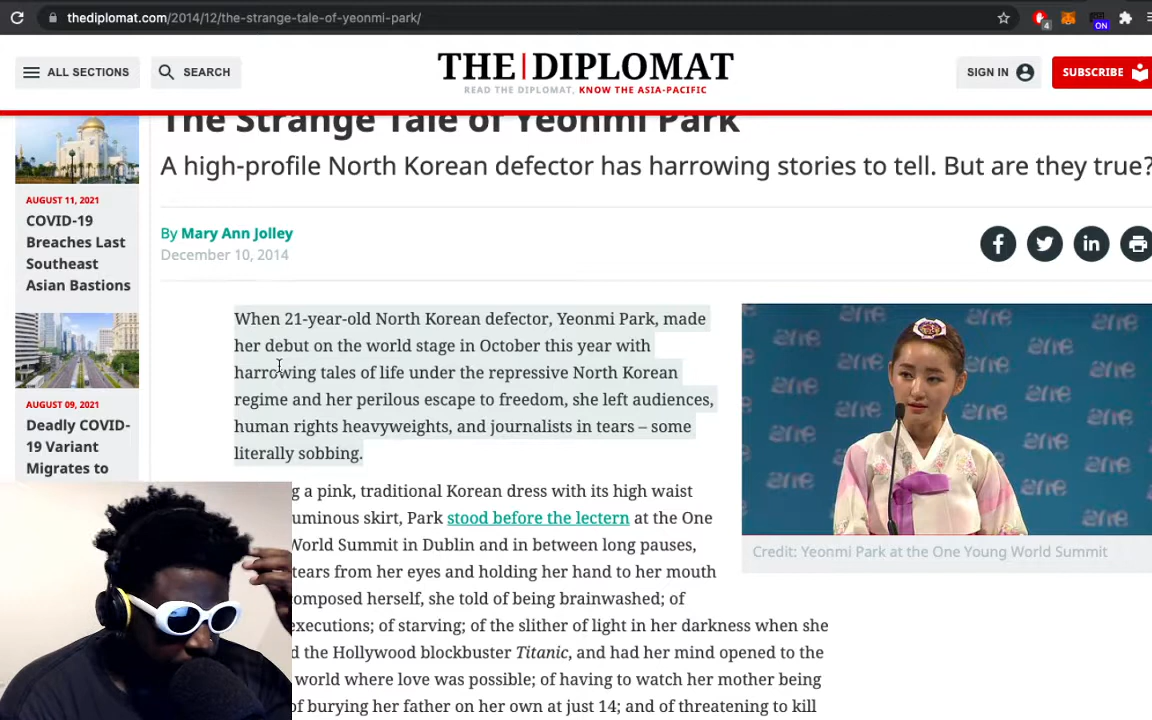 thediplomat.com/2014/12/the-strange-tale-of-yeonmi-park/
4
ON
ALL SECTIONS
SEARCH
THE|DIPLOMAT
READ THE DIPLOMAT, KNOW THE ASIA-PACIFIC
SIGN IN
SUBSCRIBE
The Strange Tale of Yeonmi Park
A high-profile North Korean defector has harrowing stories to tell. But are they true?
By Mary Ann Jolley
December 10, 2014
AUGUST 11, 2021
COVID-19
Breaches Last
Southeast
Asian Bastions
AUGUST 09, 2021
Deadly COVID-
19 Variant
Migrates to
When 21-year-old North Korean defector, Yeonmi Park, made
her debut on the world stage in October this year with
harrowing tales of life under the repressive North Korean
regime and her perilous escape to freedom, she left audiences,
human rights heavyweights, and journalists in tears – some
literally sobbing.
g a pink, traditional Korean dress with its high waist
uminous skirt, Park stood before the lectern at the One
World Summit in Dublin and in between long pauses,
tears from her eyes and holding her hand to her mouth
omposed herself, she told of being brainwashed; of
executions; of starving; of the slither of light in her darkness when she
d the Hollywood blockbuster Titanic, and had her mind opened to the
world where love was possible; of having to watch her mother being
of burying her father on her own at just 14; and of threatening to kill
Credit: Yeonmi Park at the One Young World Summit